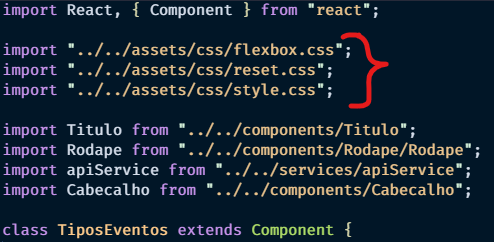 import React, { Component } from "react";
import "../../assets/css/flexbox.css";
import "../../assets/css/reset.css";
import "../../assets/css/style.css";
import Titulo from "../../components/Titulo";
import Rodape from "../../components/Rodape/Rodape";
import apiService from "../../services/apiService";
import Cabecalho from "../../components/Cabecalho";
class TiposEventos extends Component {